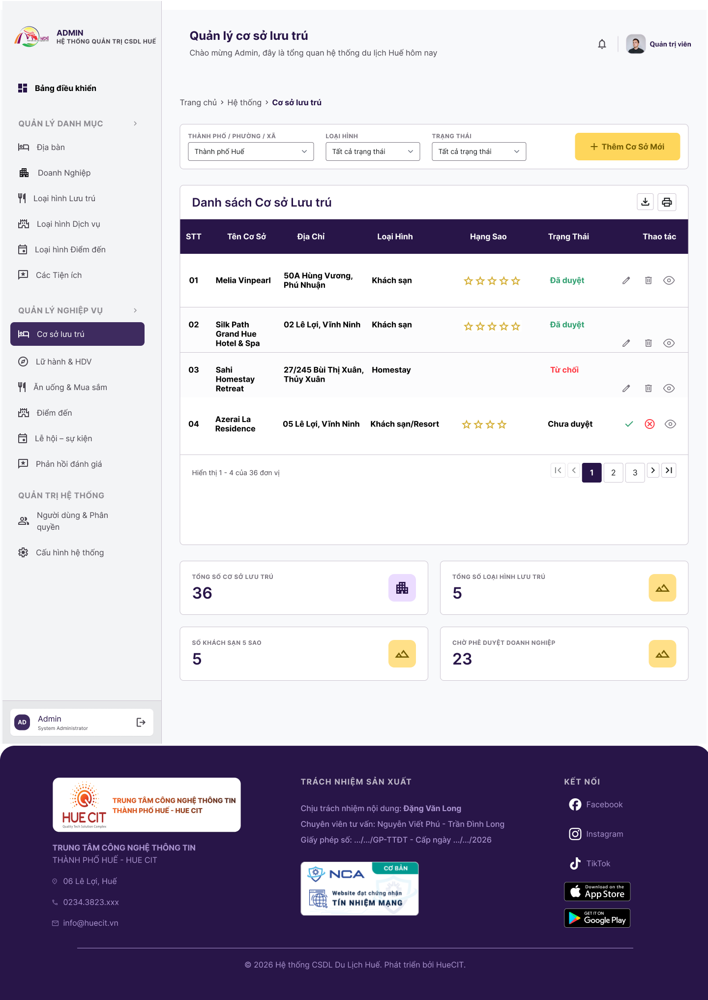 ADMIN
HỆ THỐNG QUẢN TRỊ CSDL HUẾ
Bảng điều khiển
QUẢN LÝ DANH MỤC
Địa bàn
Doanh Nghiệp
Loại hình Lưu trú
Loại hình Dịch vụ
Loại hình Điểm đến
Các Tiện ích
QUẢN LÝ NGHIỆP VỤ
Cơ sở lưu trú
Lữ hành & HDV
Ăn uống & Mua sắm
Điểm đến
Lễ hội – sự kiện
Phản hồi đánh giá
QUẢN TRỊ HỆ THỐNG
Người dùng & Phân
quyền
Cấu hình hệ thống
AD
Admin
System Administrator
Quản lý cơ sở lưu trú
Chào mừng Admin, đây là tổng quan hệ thống du lịch Huế hôm nay
Quản trị viên
Trang chủ › Hệ thống › Cơ sở lưu trú
THÀNH PHỐ / PHƯỜNG / XÃ
Thành phố Huế
LOẠI HÌNH
Tất cả trạng thái
TRẠNG THÁI
Tất cả trạng thái
Thêm Cơ Sở Mới
Danh sách Cơ sở Lưu trú
STT Tên Cơ Sở Địa Chỉ Loại Hình Hạng Sao Trạng Thái Thao tác
01 Melia Vinpearl
50A Hùng Vương,
Phú Nhuận
Khách sạn
Đã duyệt
02
Silk Path
Grand Hue
Hotel & Spa
02 Lê Lợi, Vĩnh Ninh
Khách sạn
Đã duyệt
03
Sahi
Homestay
Retreat
27/245 Bùi Thị Xuân,
Thủy Xuân
Homestay
Từ chối
04
Azerai La
Residence
05 Lê Lợi, Vĩnh Ninh
Khách sạn/Resort
Chưa duyệt
Hiển thị 1 - 4 của 36 đơn vị
1 2 3
TỔNG SỐ CƠ SỞ LƯU TRÚ
36
TỔNG SỐ LOẠI HÌNH LƯU TRÚ
5
SỐ KHÁCH SẠN 5 SAO
5
CHỜ PHÊ DUYỆT DOANH NGHIỆP
23
HUE CIT
Quality Tech Solution Complex
TRUNG TÂM CÔNG NGHỆ THÔNG TIN
THÀNH PHỐ HUẾ - HUE CIT
TRUNG TÂM CÔNG NGHỆ THÔNG TIN
THÀNH PHỐ HUẾ - HUE CIT
06 Lê Lợi, Huế
0234.3823.xxx
info@huecit.vn
TRÁCH NHIỆM SẢN XUẤT
Chịu trách nhiệm nội dung: Đặng Văn Long
Chuyên viên tư vấn: Nguyễn Viết Phú - Trần Đình Long
Giấy phép số: .../.../GP-TTĐT - Cấp ngày .../.../2026
NCA
CƠ BẢN
Website đạt chứng nhận
TÍN NHIỆM MẠNG
KẾT NỐI
Facebook
Instagram
TikTok
Download on the
App Store
GET IT ON
Google Play
© 2026 Hệ thống CSDL Du Lịch Huế. Phát triển bởi HueCIT.